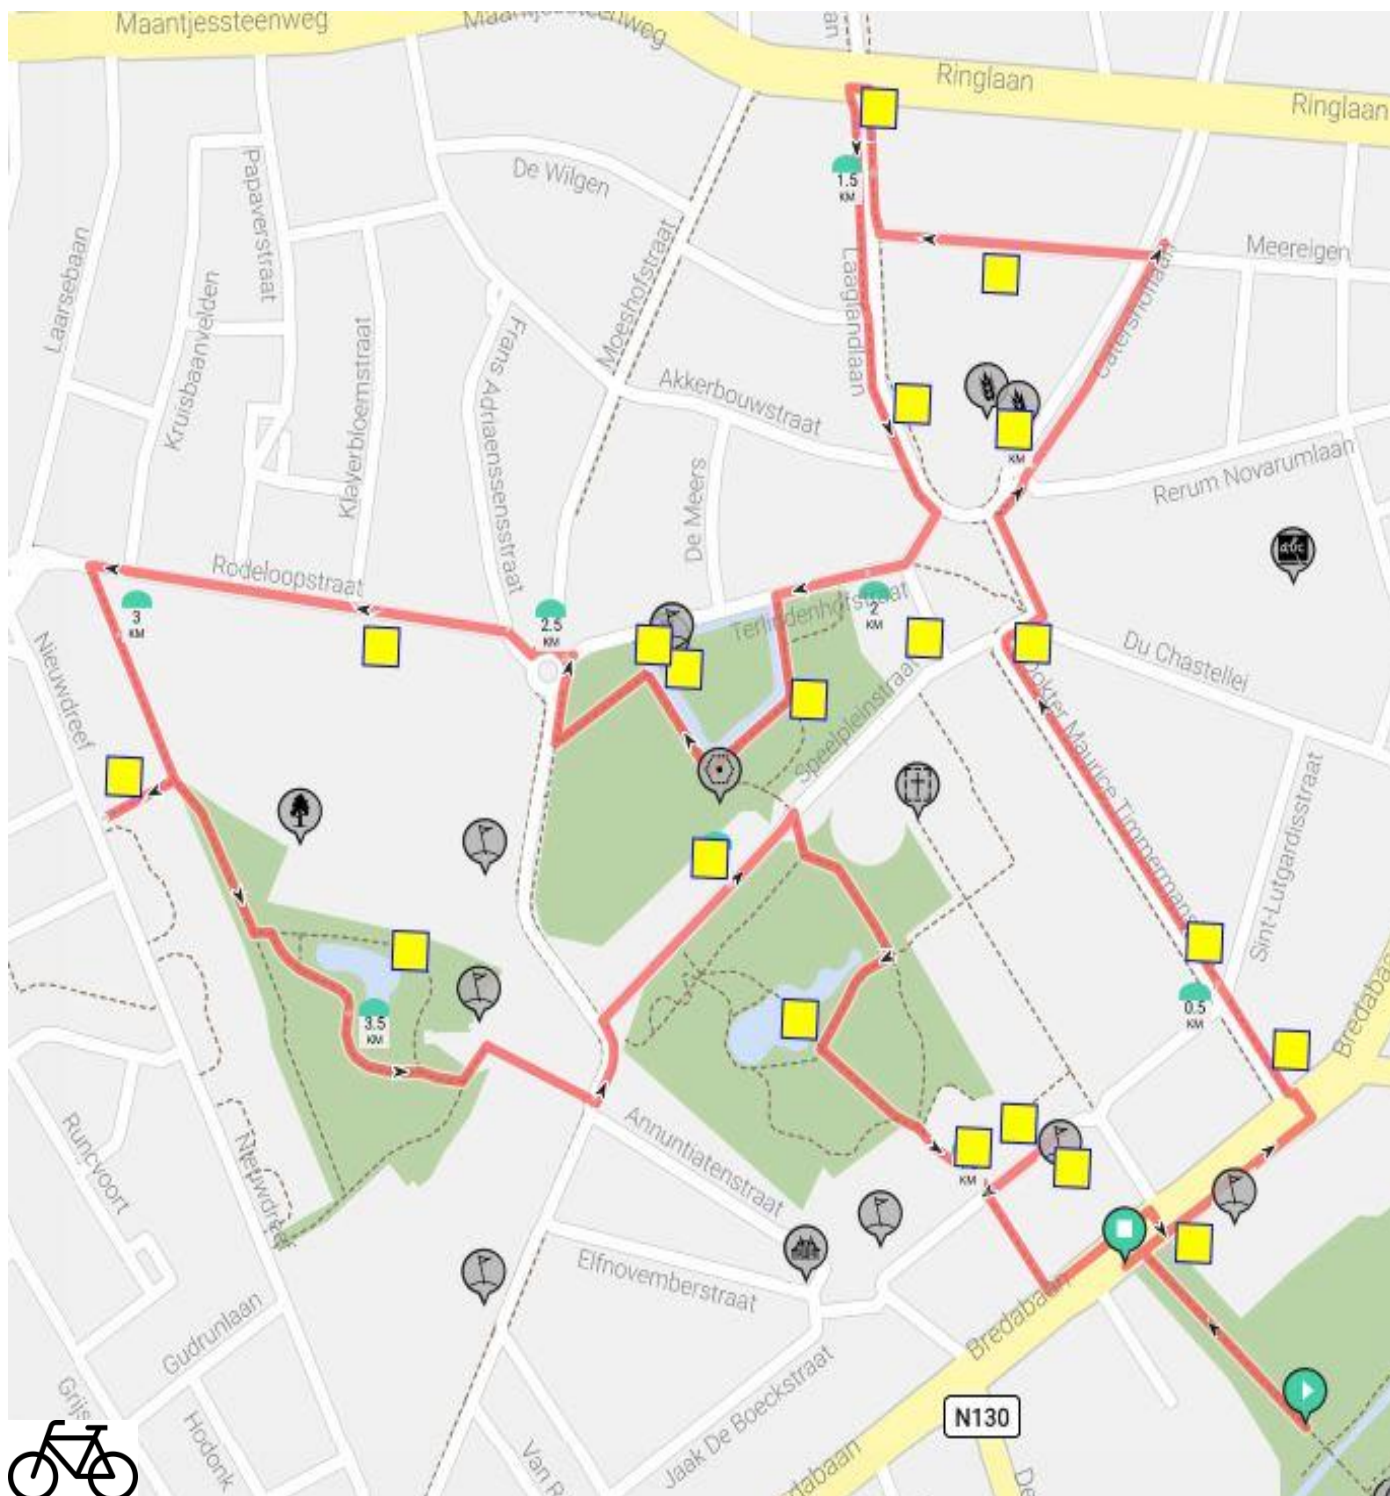 Maantjessteenweg
Maantjessteenweg
Ringlaan
Ringlaan
De Wilgen
Papaverstraat
1.5
KM
Laarsebaan
Kruisbaanvelden
Klaverbloemstraat
Frans Adriaenssensstraat
Moeshofstraat
Laaglandlaan
Meereigen
Akkerbouwstraat
De Meers
KM
Rerum Novarumlaan
abc
Rodeloopstraat
3
KM
2.5
KM
Terlindenhofstraat
2
KM
Du Chastellei
Nieuwdreef
Speelpleinstraat
Dokter Maurice Timmermans
Sint-Lutgardisstraat
3.5
KM
0.5
KM
Bredabaan
Runcvoort
Nieuwdreef
Annuntiatenstraat
KM
Elfnovemberstraat
Bredabaan
Gudrunlaan
Jaak De Boeckstraat
N130
Hodonk